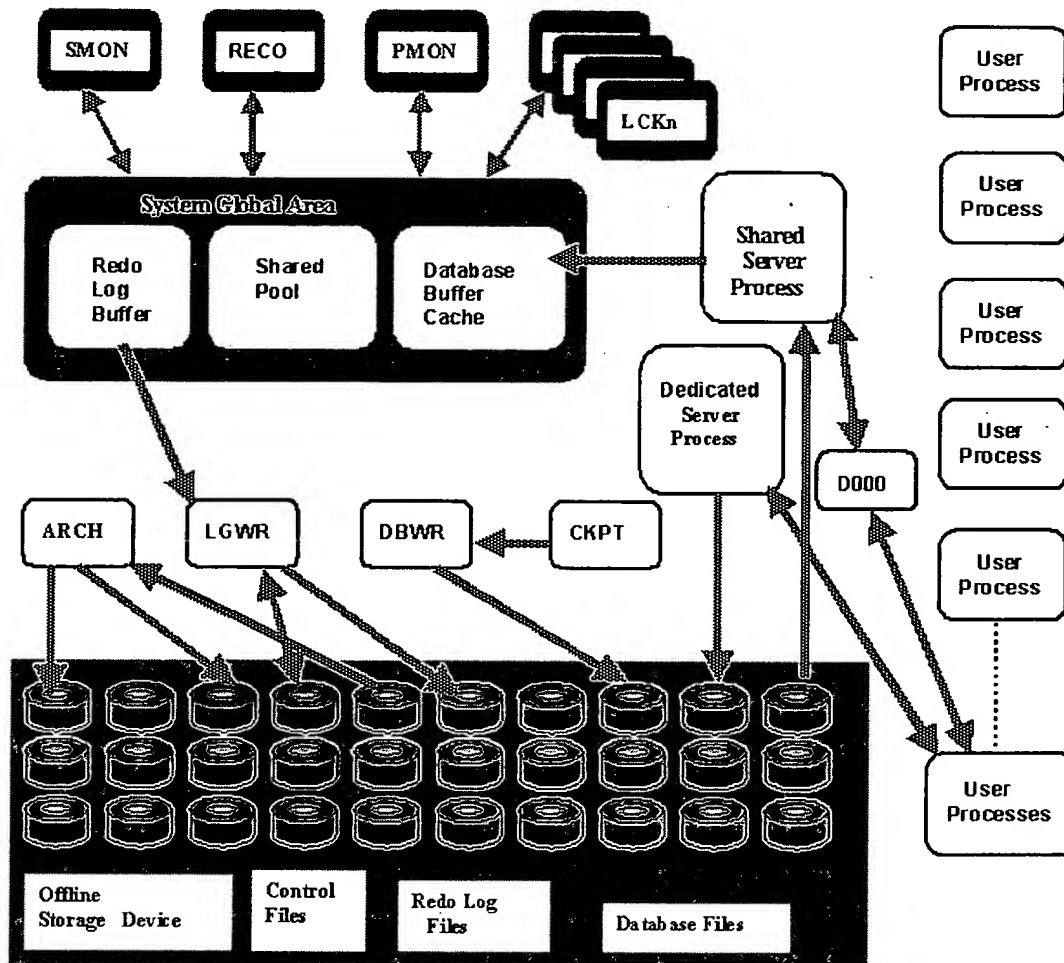 SMON
RECO
PMON
LCKn
User
Process
System Global Area
Redo
Log
Buffer
Shared
Pool
Database
Buffer
Cache
Shared
Server
Process
User
Process
User
Process
Dedicated
Server
Process
User
Process
D000
ARCH
LGWR
DBWR
CKPT
User
Process
User
Processes
Offline
Storage Device
Control
Files
Redo Log
Files
Database Files